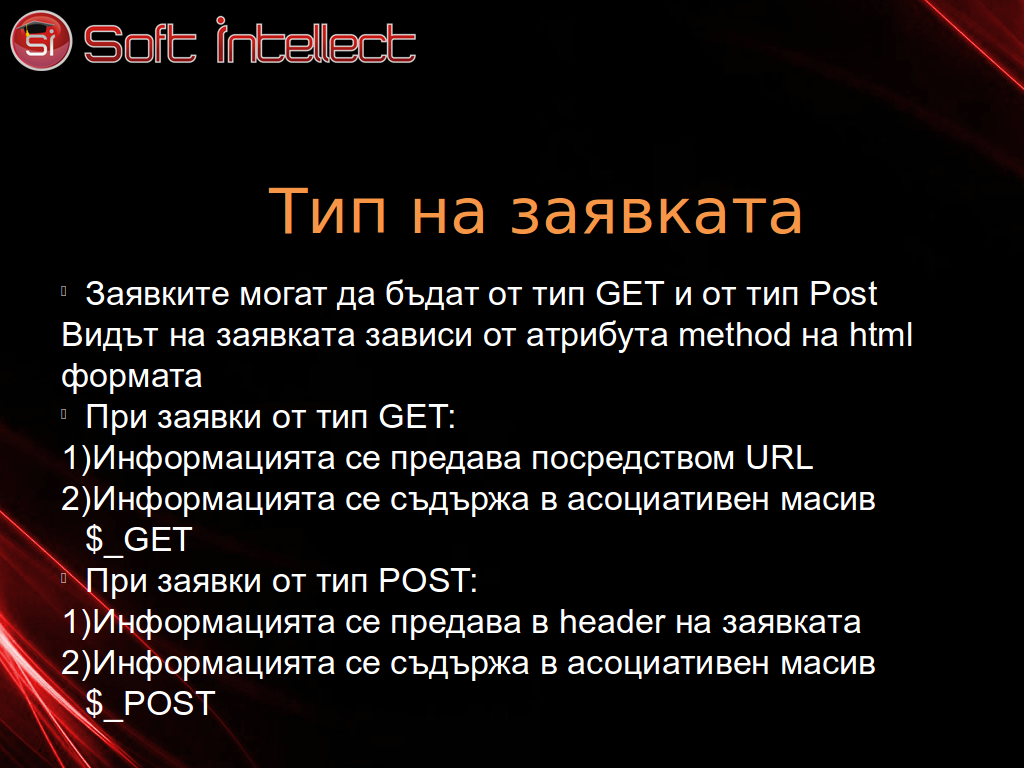 Si Soft Intellect
Тип на заявката
Заявките могат да бъдат от тип GET и от тип Post
Видът на заявката зависи от атрибута method на html
формата
При заявки от тип GET:
1)Информацията се предава посредством URL
2)Информацията се съдържа в асоциативен масив
$_GET
При заявки от тип POST:
1)Информацията се предава в header на заявката
2)Информацията се съдържа в асоциативен масив
$_POST